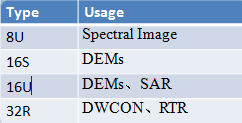 Type Usage
8U Spectral Image
16S DEMs
16U DEMs、SAR
32R DWCON、RTR